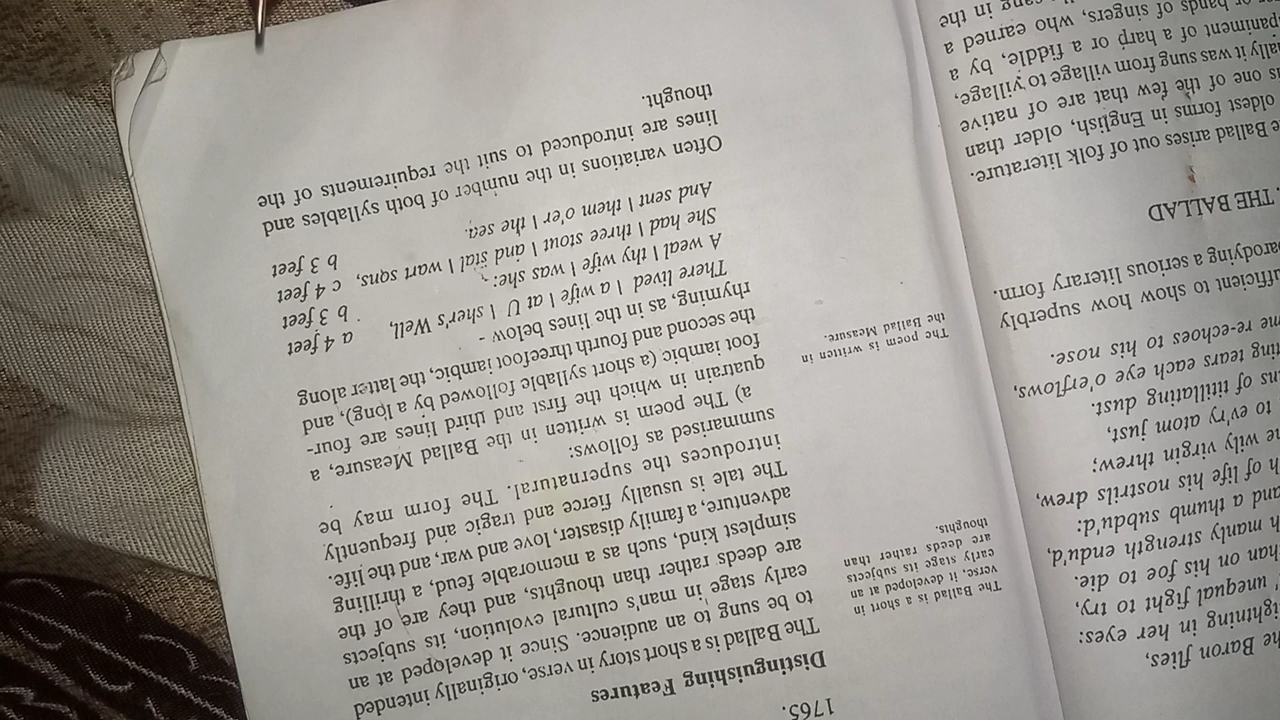 he Baron flies,
ightning in her eyes:
unequal fight to try,
han on his foe to die.
h manly strength endu'd,
and a thumb subdu'd:
h of life his nostrils drew,
he wily virgin threw;
to ev'ry atom just,
ns of titillating dust.
ting tears each eye o'erflows,
me re-echoes to his nose.
ufficient to show how superbly
arodying a serious literary form.
THE BALLAD
e Ballad arises out of folk literature.
oldest forms in English, older than
s one of the few that are of native
ally it was sung from village to village,
paniment of a harp or a fiddle, by a
or bands of singers, who earned a
sang in the
The Ballad is a short in
verse, it developed at an
early stage its subjects
are deeds rather than
thoughts.
The poem is written in
the Ballad Measure.
1765.
Distinguishing Features
The Ballad is a short story in verse, originally intended
to be sung to an audience. Since it developed at an
early stage in man's cultural evolution, its subjects
are deeds rather than thoughts, and they are of the
simplest kind, such as a memorable feud, a thrilling
adventure, a family disaster, love and war, and the life.
The tale is usually fierce and tragic and frequently
introduces the supernatural. The form may be
summarised as follows:
a) The poem is written in the Ballad Measure, a
quatrain in which the first and third lines are four-
foot iambic (a short syllable followed by a long), and
the second and fourth threefoot iambic, the latter along
rhyming, as in the lines below -
There lived | a wife | at U | sher's Well, a 4 feet
A weal | thy wife | was she: b 3 feet
She had | three stout | and stal | wart sons, c 4 feet
And sent | them o'er | the sea. b 3 feet
Often variations in the number of both syllables and
lines are introduced to suit the requirements of the
thought.